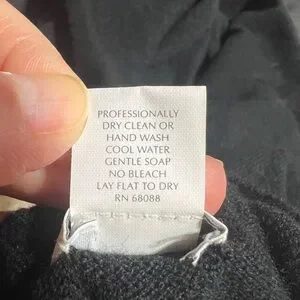 PROFESSIONALLY
DRY CLEAN OR
HAND WASH
COOL WATER
GENTLE SOAP
NO BLEACH
LAY FLAT TO DRY
RN 68088